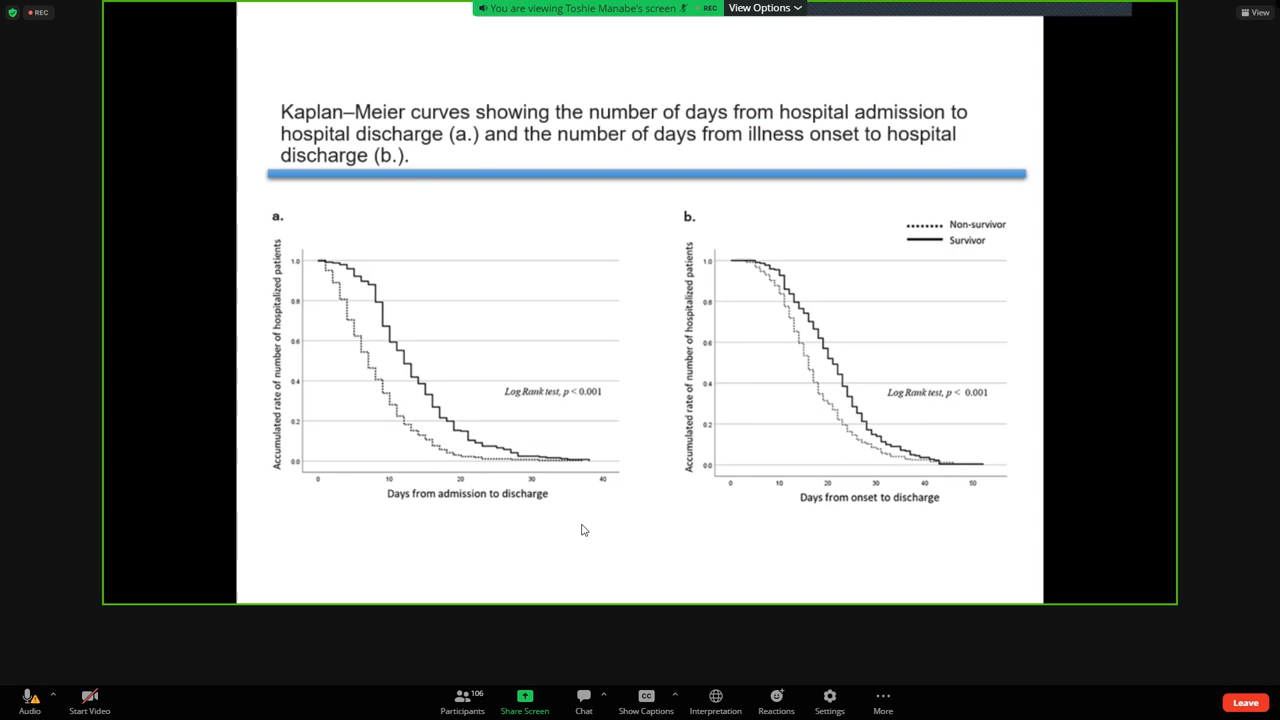 You are viewing Toshie Manabe's screen
REC
View Options
REC
View
Kaplan–Meier curves showing the number of days from hospital admission to
hospital discharge (a.) and the number of days from illness onset to hospital
discharge (b.).
a.
Accumulated rate of number of hospitalized patients
1.0
0.8
0.6
0.4
0.2
0.0
Log Rank test, p < 0.001
0 10 20 30 40
Days from admission to discharge
b.
Non-survivor
Survivor
Accumulated rate of number of hospitalized patients
1.0
0.8
0.6
0.4
0.2
0.0
Log Rank test, p < 0.001
0 10 20 30 40 50
Days from onset to discharge
Audio
Start Video
106
Participants
Share Screen
Chat
CC
Show Captions
Interpretation
Reactions
Settings
More
Leave